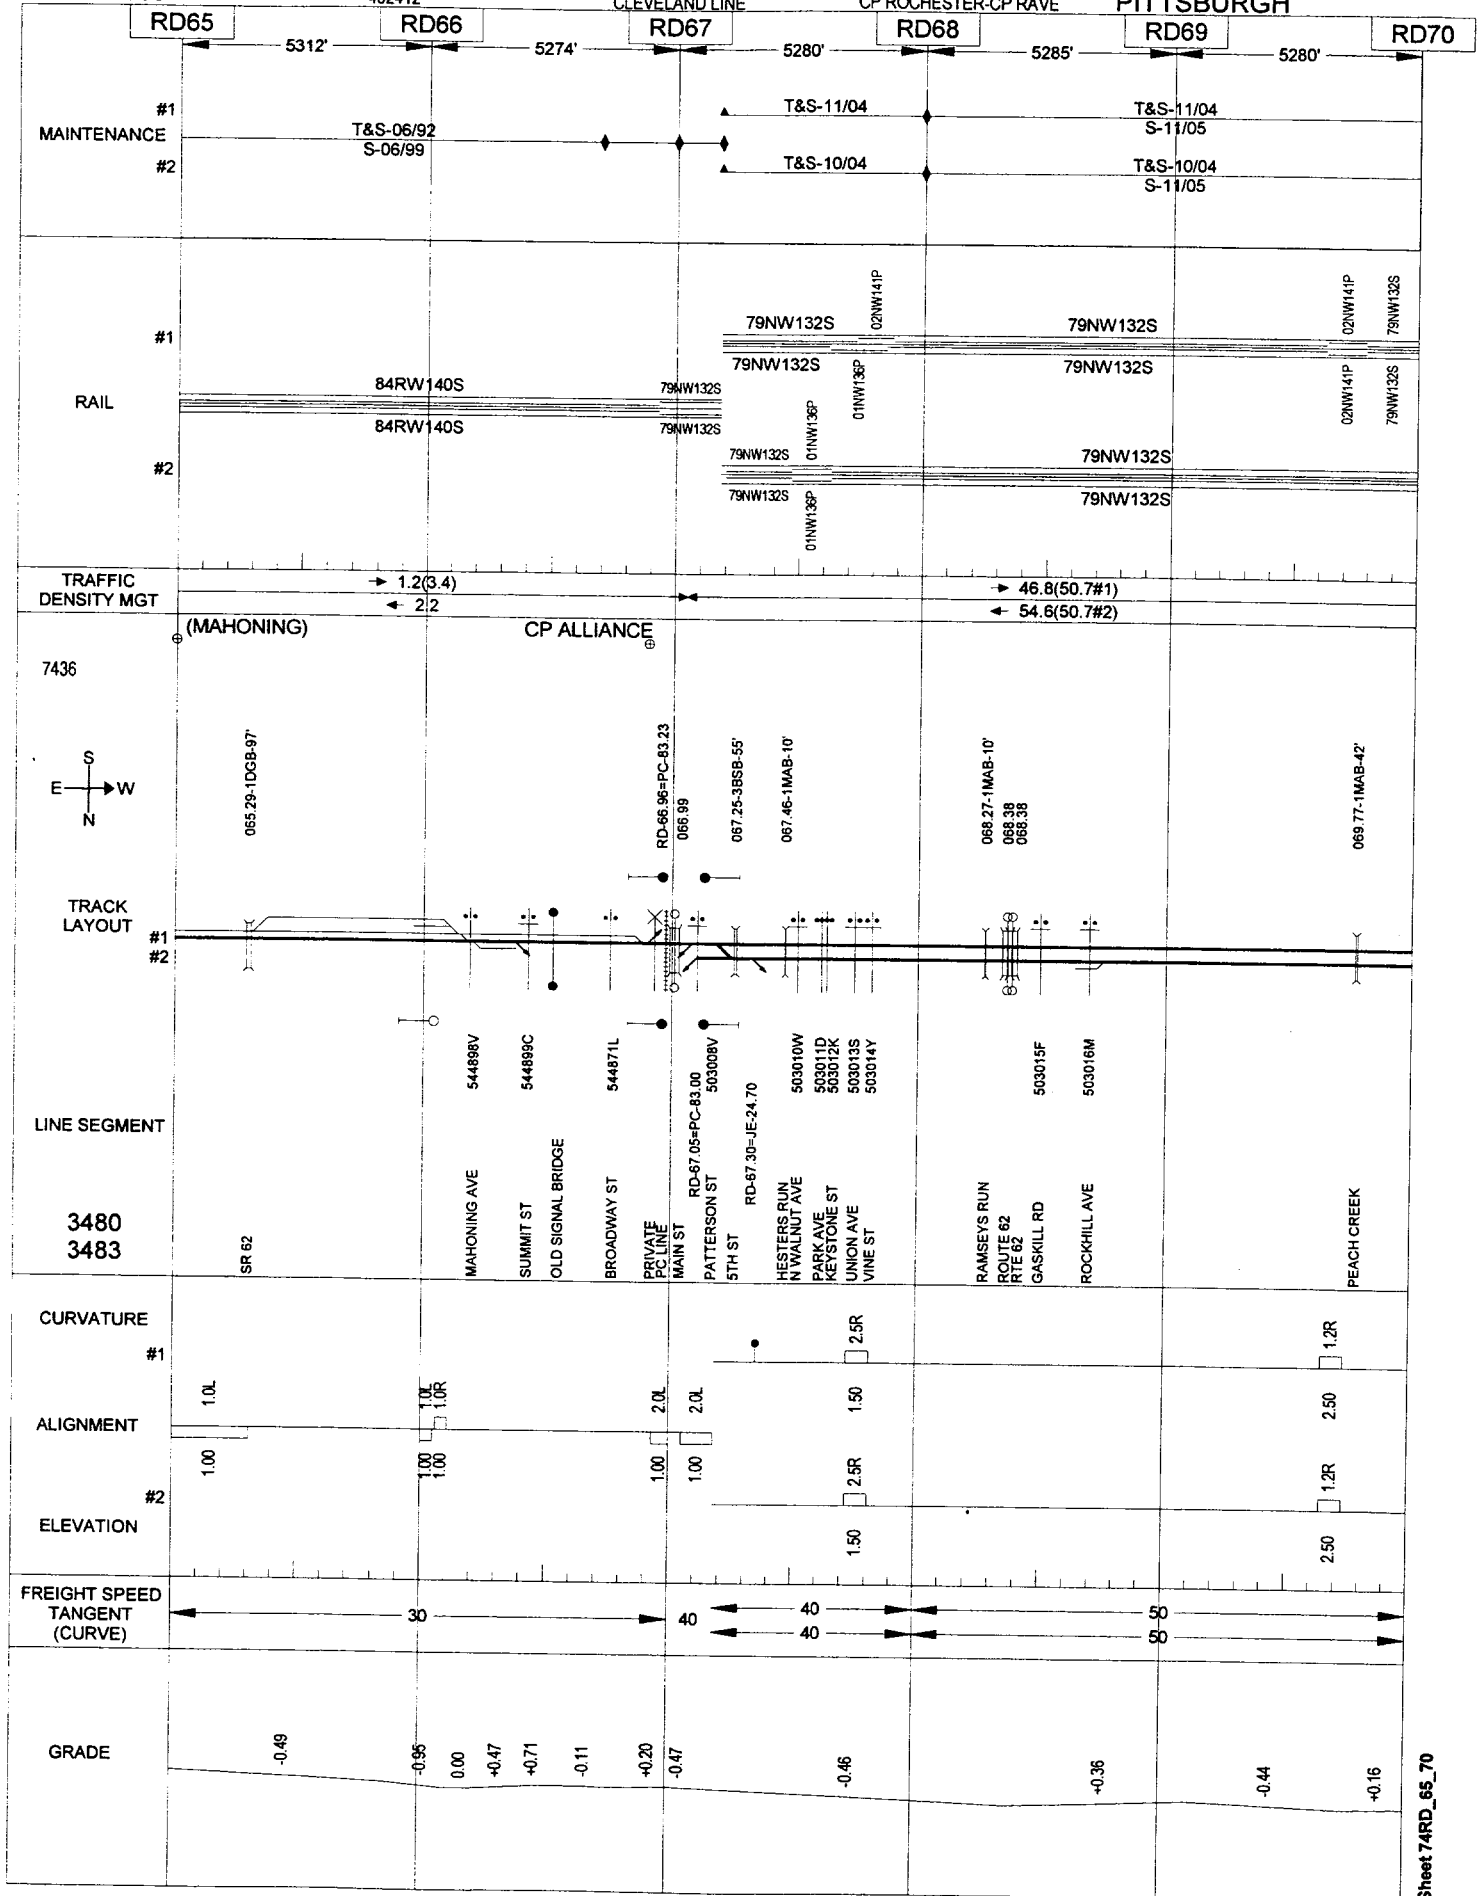 CLEVELAND LINE
CP ROCHESTER-CP RAVE
PITTSBURGH
RD65
RD66
RD67
RD68
RD69
RD70
5312'
5274'
5280'
5285'
5280'
MAINTENANCE
#1
#2
T&S-06/92
S-06/99
T&S-11/04
T&S-11/04
S-11/05
T&S-10/04
T&S-10/04
S-11/05
RAIL
#1
#2
84RW140S
84RW140S
79NW132S
79NW132S
79NW132S
79NW132S
02NW141P
01NW136P
79NW132S
79NW132S
02NW141P
79NW132S
02NW141P
79NW132S
79NW132S
79NW132S
01NW136P
01NW136P
79NW132S
79NW132S
TRAFFIC
DENSITY MGT
1.2(3.4)
2.2
46.8(50.7#1)
54.6(50.7#2)
(MAHONING)
CP ALLIANCE
7436
S
E W
N
065.29-1DGB-97'
RD-66.96=PC-83.23
066.99
067.25-3BSB-55'
067.46-1MAB-10'
068.27-1MAB-10'
068.38
068.38
069.77-1MAB-42'
TRACK
LAYOUT
#1
#2
544898V
544899C
544871L
503008V
503010W
503011D
503012K
503013S
503014Y
503015F
503016M
RD-67.05=PC-83.00
RD-67.30=JE-24.70
LINE SEGMENT
3480
3483
SR 62
MAHONING AVE
SUMMIT ST
OLD SIGNAL BRIDGE
BROADWAY ST
PRIVATE
PC LINE
MAIN ST
PATTERSON ST
5TH ST
HESTERS RUN
N WALNUT AVE
PARK AVE
KEYSTONE ST
UNION AVE
VINE ST
RAMSEYS RUN
ROUTE 62
RTE 62
GASKILL RD
ROCKHILL AVE
PEACH CREEK
CURVATURE
#1
2.5R
1.2R
1.50
2.50
ALIGNMENT
1.0L
1.0L
1.0R
2.0L
2.0L
1.00
1.00
1.00
1.00
1.00
#2
2.5R
1.2R
ELEVATION
1.50
2.50
FREIGHT SPEED
TANGENT
(CURVE)
30
40
40
40
50
50
GRADE
-0.49
-0.95
0.00
+0.47
+0.71
-0.11
+0.20
-0.47
-0.46
+0.36
-0.44
+0.16
Sheet 74RD_65_70